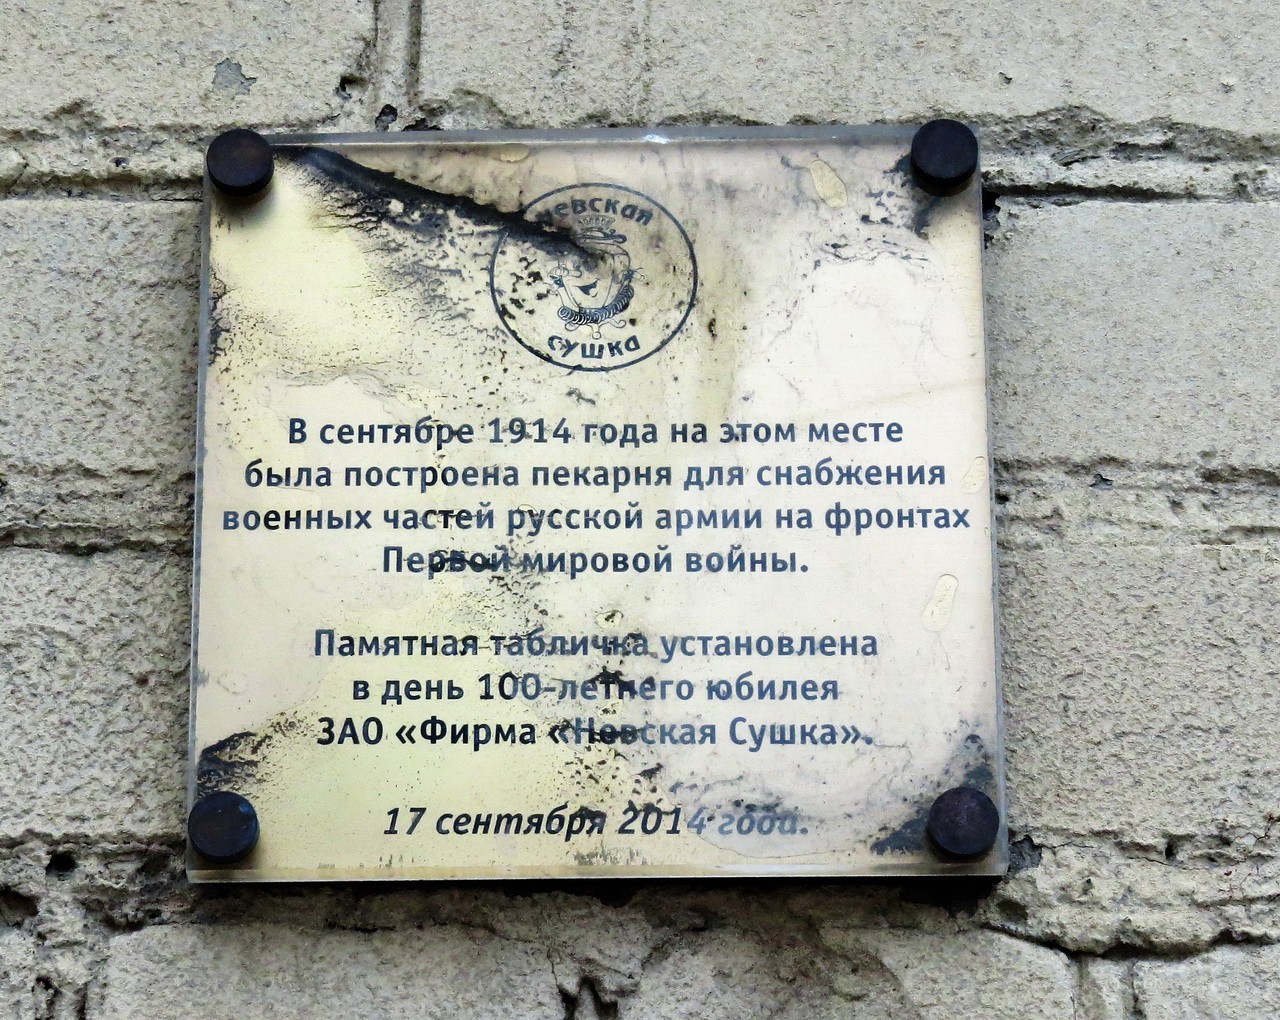 невская
сушка
В сентябре 1914 года на этом месте
была построена пекарня для снабжения
военных частей русской армии на фронтах
Первой мировой войны.
Памятная табличка установлена
в день 100-летнего юбилея
ЗАО «Фирма «Невская Сушка».
17 сентября 2014 года.